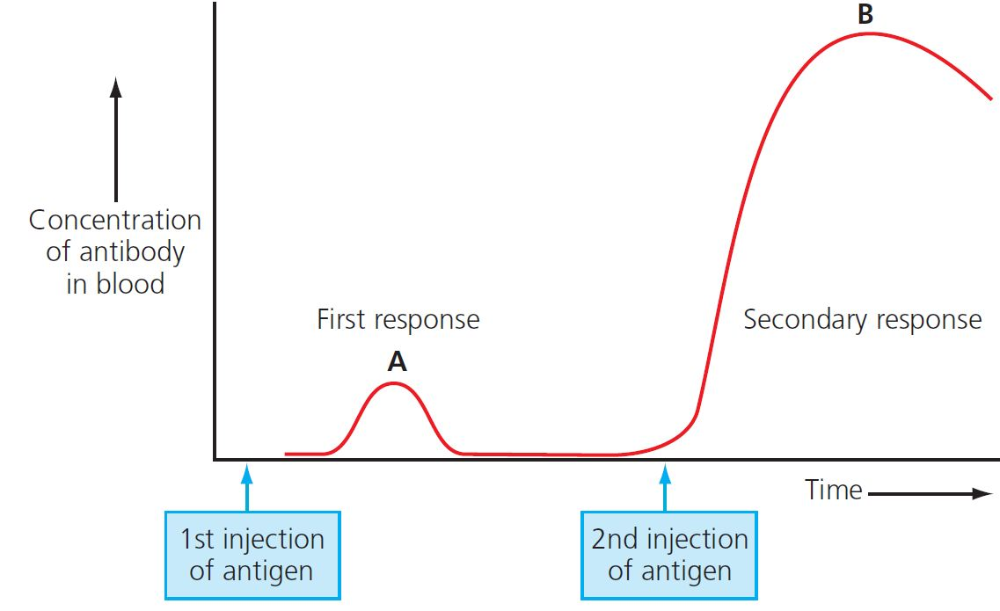 B
Concentration
of antibody
in blood
First response
Secondary response
A
Time
1st injection
of antigen
2nd injection
of antigen